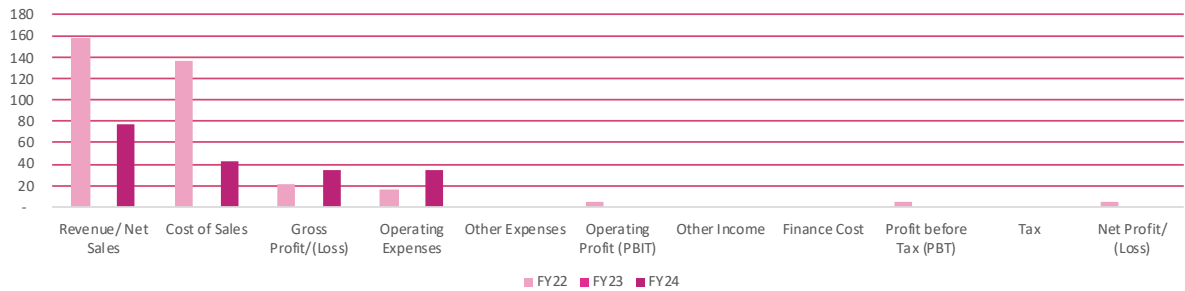 180
160
140
120
100
80
60
40
20
-
Revenue/ Net Sales
Cost of Sales
Gross Profit/(Loss)
Operating Expenses
Other Expenses
Operating Profit (PBIT)
Other Income
Finance Cost
Profit before Tax (PBT)
Tax
Net Profit/ (Loss)
FY22 FY23 FY24